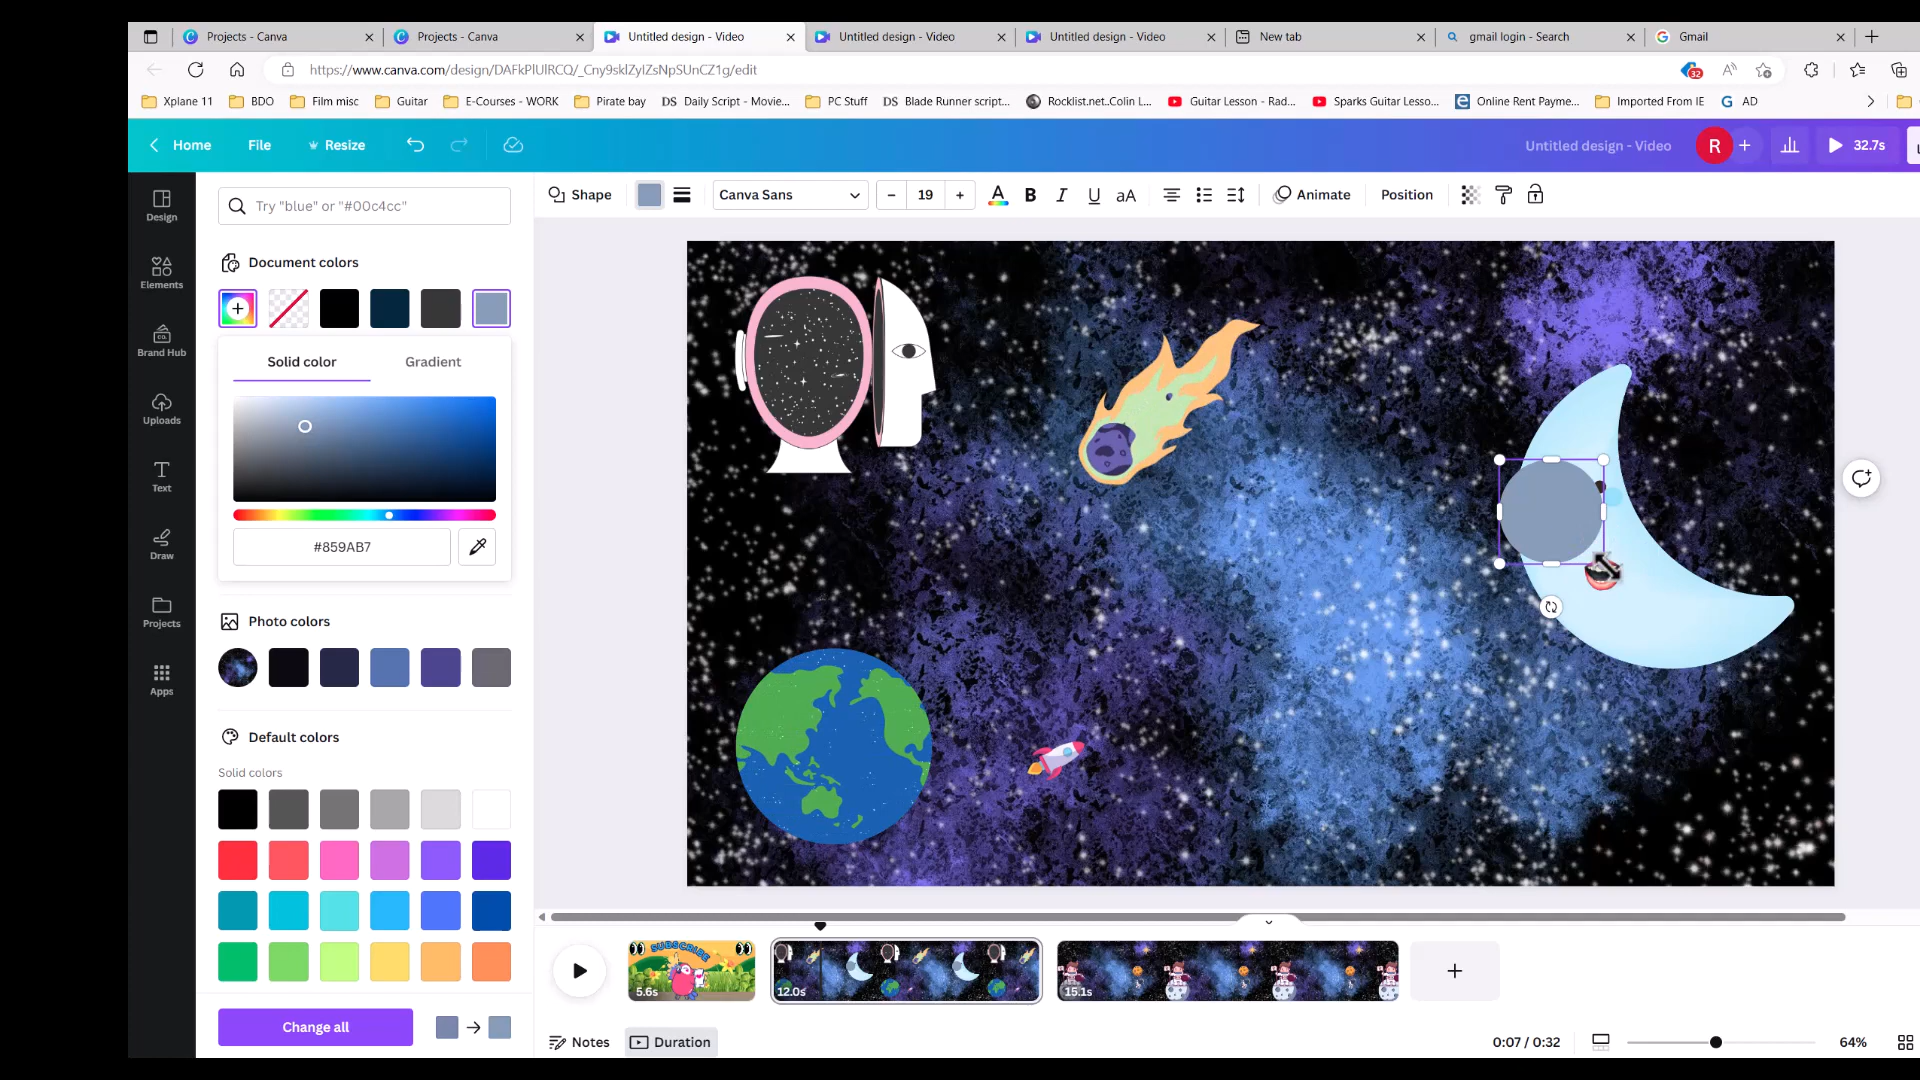 Projects - Canva
Projects - Canva
Untitled design - Video
Untitled design - Video
Untitled design - Video
New tab
gmail login - Search
Gmail
https://www.canva.com/design/DAFkPlUlRCQ/_Cny9sklZylZsNpSUnCZ1g/edit
32
Xplane 11
BDO
Film misc
Guitar
E-Courses - WORK
Pirate bay
DS Daily Script - Movie...
PC Stuff
DS Blade Runner script...
Rocklist.net..Colin L...
Guitar Lesson - Rad...
Sparks Guitar Lesso...
Online Rent Payme...
Imported From IE
G AD
Home
File
Resize
Untitled design - Video
R
32.7s
Design
Elements
Brand Hub
Uploads
Text
Draw
Projects
Apps
Try "blue" or "#00c4cc"
Shape
Canva Sans
19
A
B
I
U
aA
Animate
Position
Document colors
Solid color
Gradient
#859AB7
Photo colors
Default colors
Solid colors
Change all
SUBSCRIBE
5.6s
12.0s
15.1s
Notes
Duration
0:07 / 0:32
64%